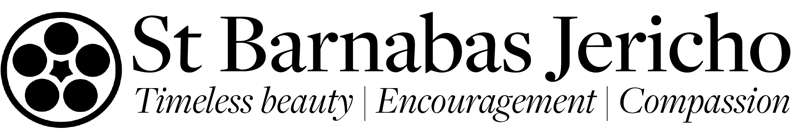 St Barnabas Jericho
Timeless beauty | Encouragement | Compassion